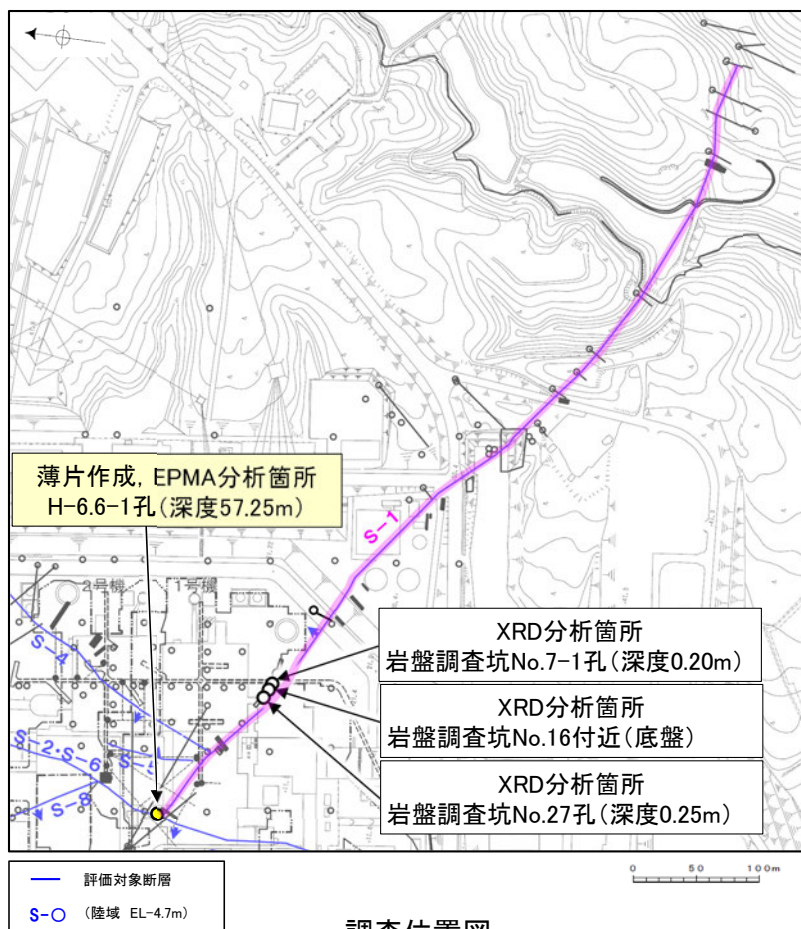 薄片作成, EPMA分析箇所
H-6.6-1孔(深度57.25m)
S-1
2号機
1号機
S-4
XRD分析箇所
岩盤調査坑No.7-1孔(深度0.20m)
XRD分析箇所
岩盤調査坑No.16付近(底盤)
S-2・S-6
S-8
XRD分析箇所
岩盤調査坑No.27孔(深度0.25m)
評価対象断層
S-○ (陸域 EL-4.7m)
0 50 100m
調査位置図